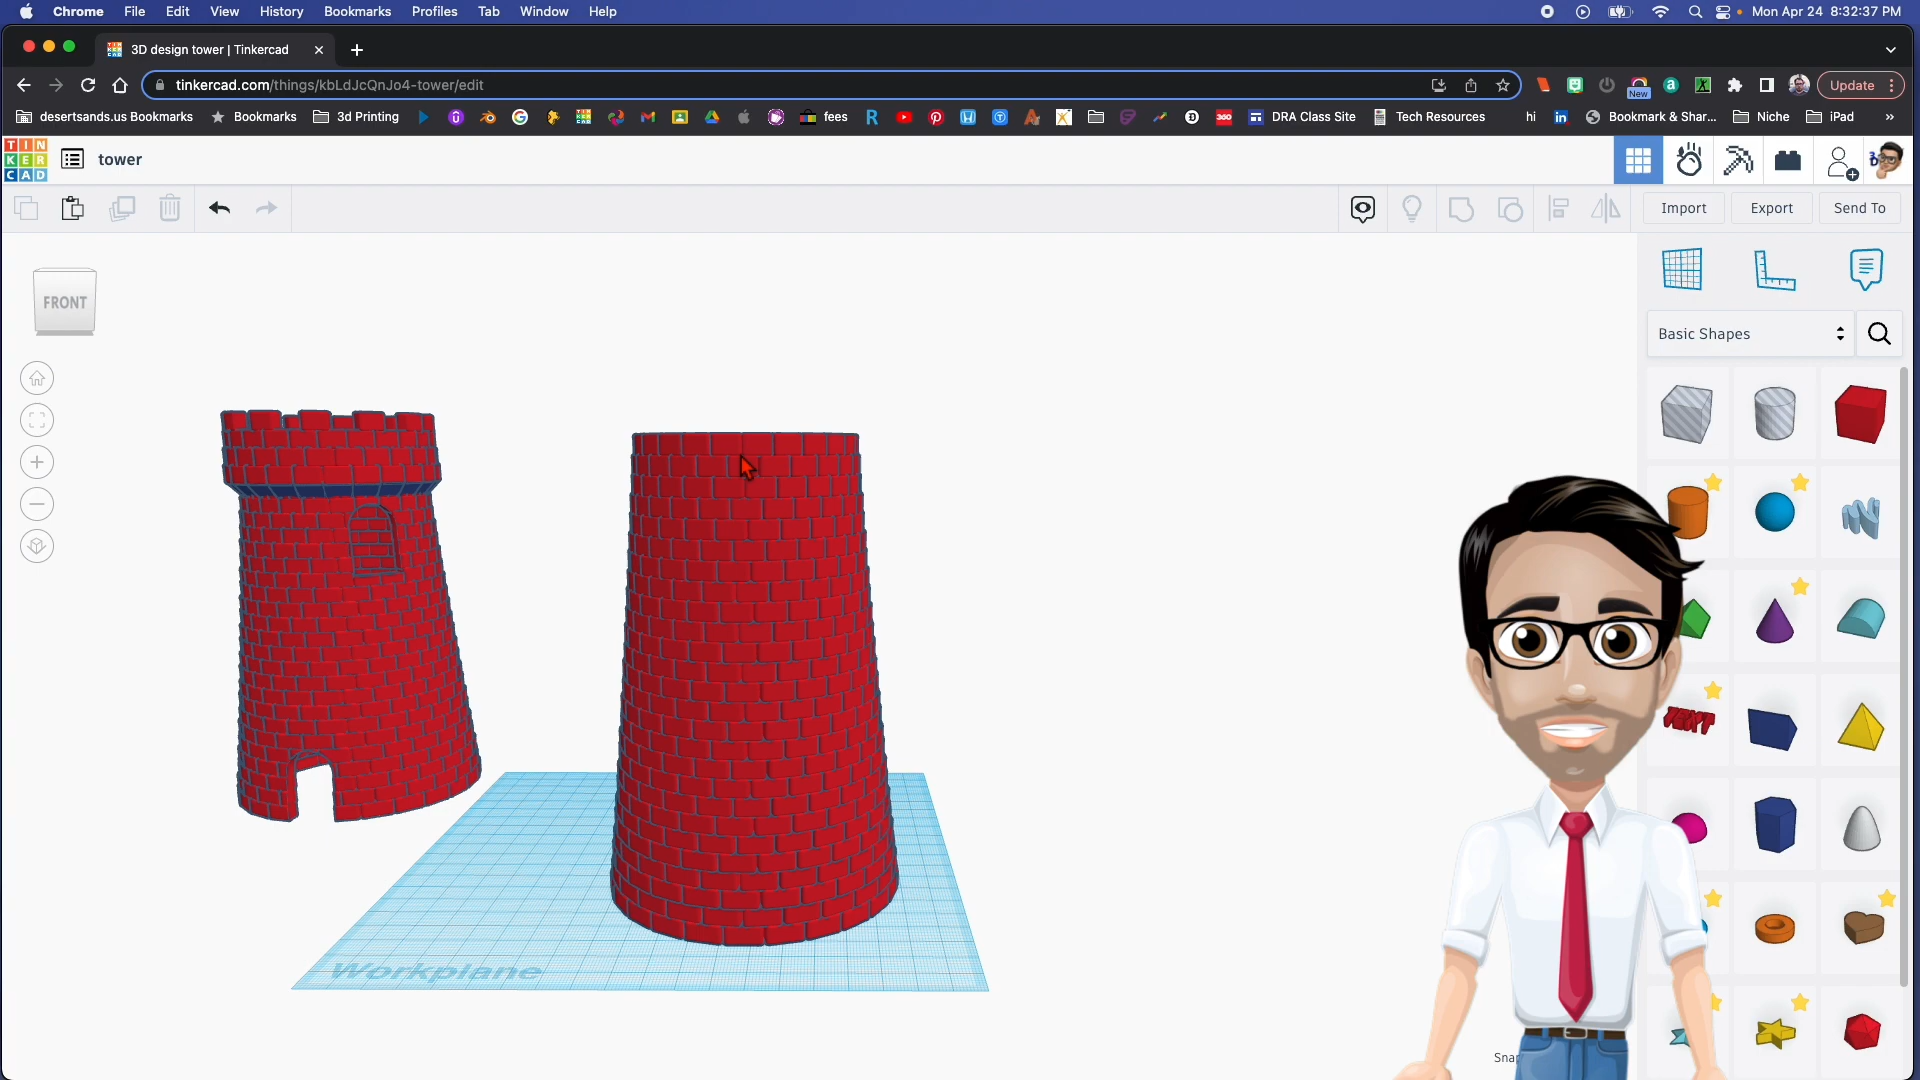 Chrome File Edit View History Bookmarks Profiles Tab Window Help Mon Apr 24 8:32:37 PM
3D design tower | Tinkercad
tinkercad.com/things/kbLdJcQnJo4-tower/edit New Update
desertsands.us Bookmarks Bookmarks 3d Printing fees DRA Class Site Tech Resources hi Bookmark & Shar... Niche iPad »
TIN
KER
CAD
tower
Import Export Send To
FRONT
Basic Shapes
TEXT
Workplane
Snap